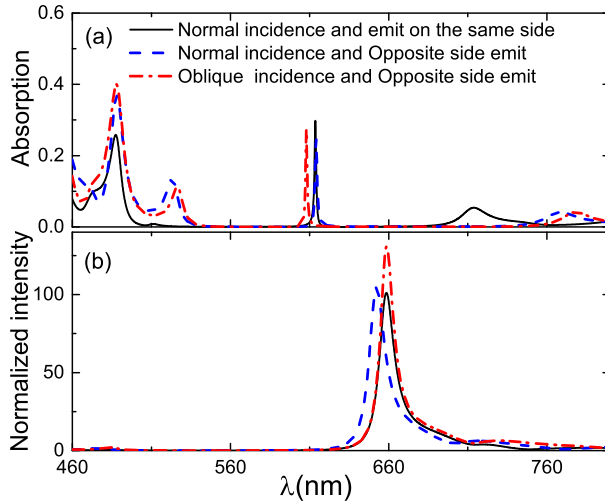 0.6
(a)
Normal incidence and emit on the same side
Normal incidence and Opposite side emit
Oblique incidence and Opposite side emit
0.4
0.2
0.0
Absorption
(b)
100
50
0
Normalized intensity
460 560 660 760
λ(nm)